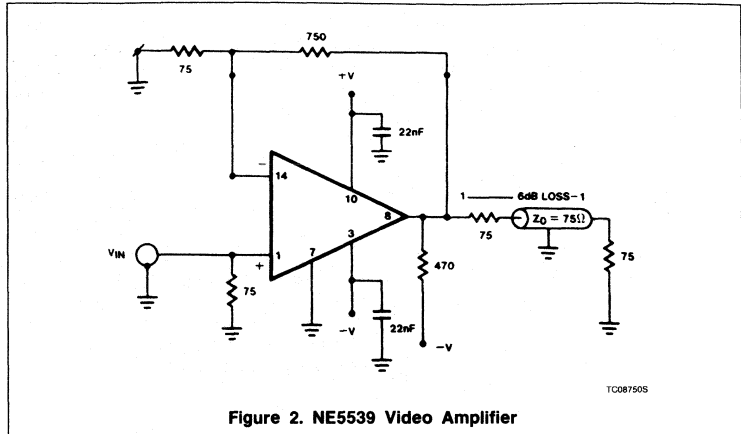 750
75
+V
22nF
−
14
10
1 —— 6dB LOSS−1
8
Z₀ = 75Ω
75
3
VIN
1
7
+
470
75
75
−V
22nF
−V
TC08750S
Figure 2. NE5539 Video Amplifier